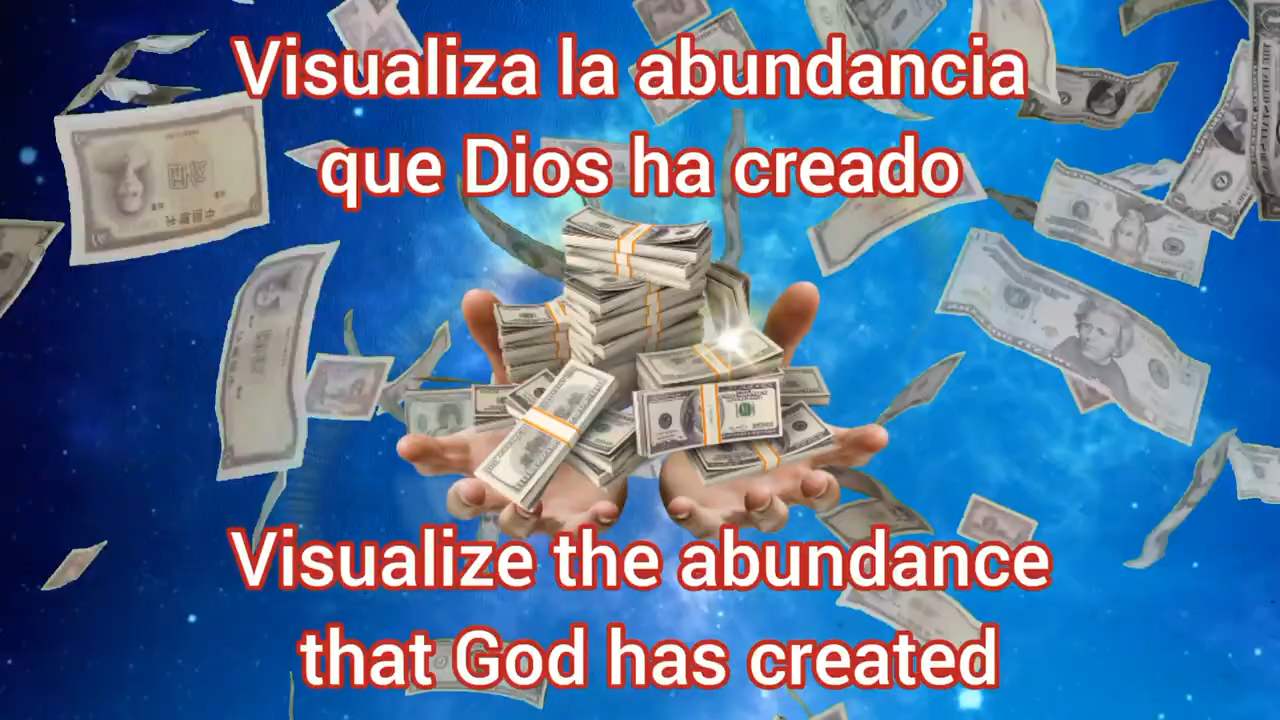 Visualiza la abundancia
que Dios ha creado
Visualize the abundance
that God has created